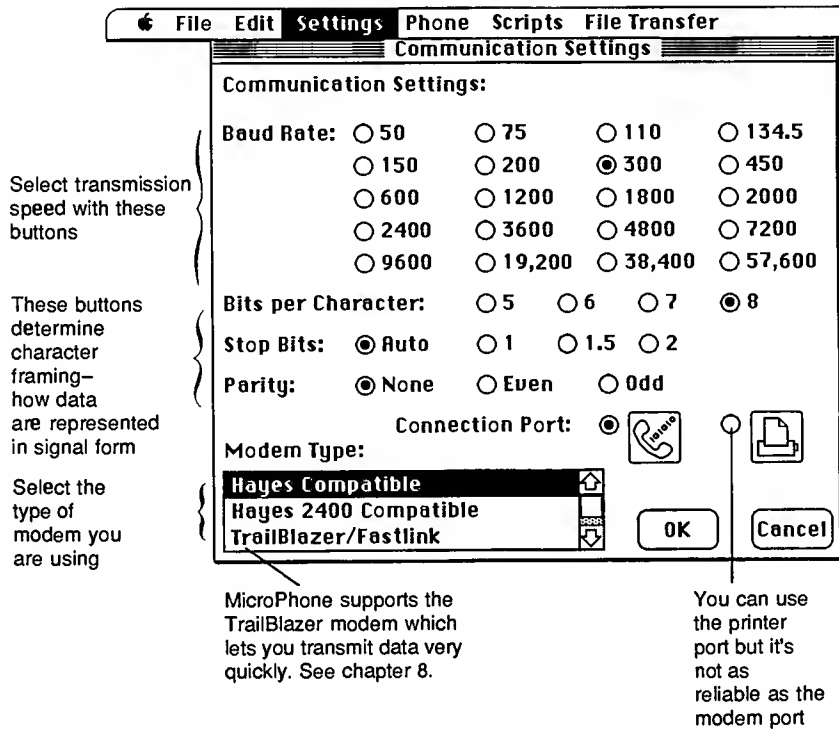 File Edit Settings Phone Scripts File Transfer
Communication Settings
Communication Settings:
Baud Rate: 50 75 110 134.5
150 200 300 450
600 1200 1800 2000
2400 3600 4800 7200
9600 19,200 38,400 57,600
Select transmission
speed with these
buttons
Bits per Character: 5 6 7 8
Stop Bits: Auto 1 1.5 2
Parity: None Even Odd
These buttons
determine
character
framing–
how data
are represented
in signal form
Connection Port:
Modem Type:
Hayes Compatible
Hayes 2400 Compatible
TrailBlazer/Fastlink
OK Cancel
Select the
type of
modem you
are using
MicroPhone supports the
TrailBlazer modem which
lets you transmit data very
quickly. See chapter 8.
You can use
the printer
port but it's
not as
reliable as the
modem port